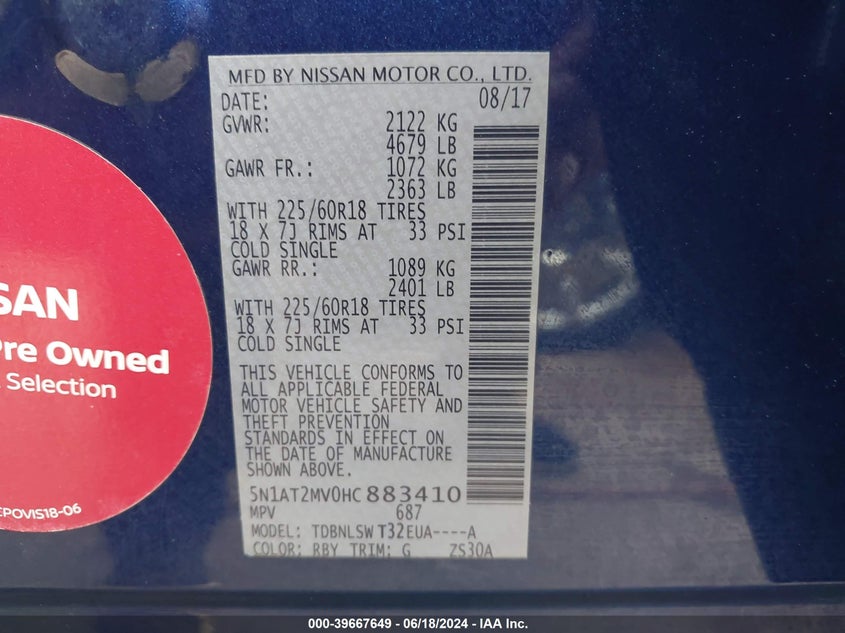 MFD BY NISSAN MOTOR CO., LTD.
DATE: 08/17
GVWR: 2122 KG
4679 LB
GAWR FR.: 1072 KG
2363 LB
WITH 225/60R18 TIRES
18 X 7J RIMS AT 33 PSI
COLD SINGLE
GAWR RR.: 1089 KG
2401 LB
WITH 225/60R18 TIRES
18 X 7J RIMS AT 33 PSI
COLD SINGLE
THIS VEHICLE CONFORMS TO
ALL APPLICABLE FEDERAL
MOTOR VEHICLE SAFETY AND
THEFT PREVENTION
STANDARDS IN EFFECT ON
THE DATE OF MANUFACTURE
SHOWN ABOVE.
5N1AT2MV0HC883410
MPV 687
MODEL: TDBNLSW T32EUA----A
COLOR: RBY TRIM: G ZS30A
SAN
Pre Owned
Selection
EPOVIS18-06
000-39667649 - 06/18/2024 - IAA Inc.